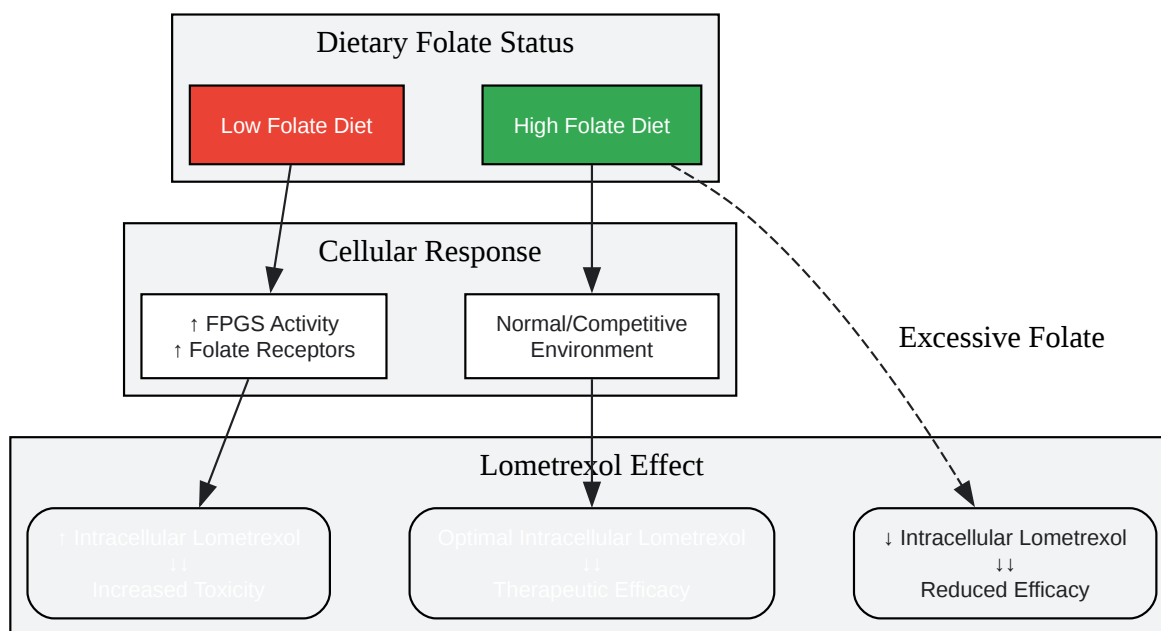 Dietary Folate Status
Low Folate Diet
High Folate Diet
Cellular Response
↑ FPGS Activity
↑ Folate Receptors
Normal/Competitive
Environment
Excessive Folate
Lometrexol Effect
↑ Intracellular Lometrexol
↓↓
Increased Toxicity
Optimal Intracellular Lometrexol
↓↓
Therapeutic Efficacy
↓ Intracellular Lometrexol
↓↓
Reduced Efficacy